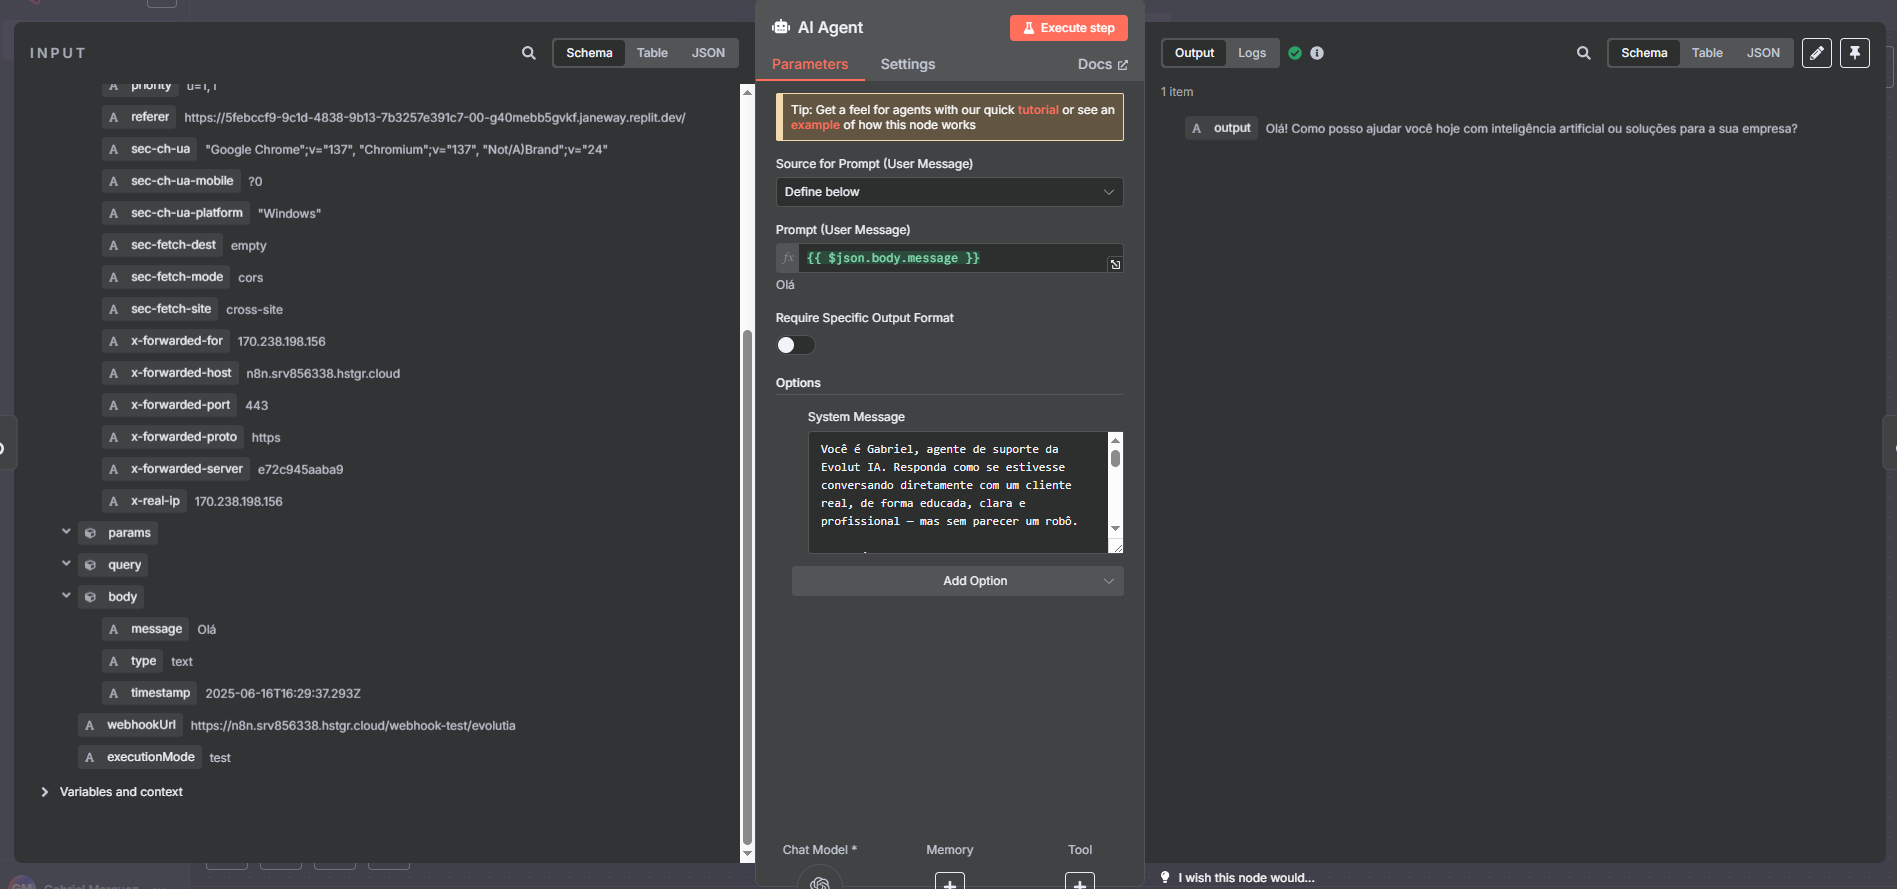 INPUT
Schema
Table
JSON
priority u=1, i
referer https://5febccf9-9c1d-4838-9b13-7b3257e391c7-00-g40mebb5gvkf.janeway.replit.dev/
sec-ch-ua "Google Chrome";v="137", "Chromium";v="137", "Not/A)Brand";v="24"
sec-ch-ua-mobile ?0
sec-ch-ua-platform "Windows"
sec-fetch-dest empty
sec-fetch-mode cors
sec-fetch-site cross-site
x-forwarded-for 170.238.198.156
x-forwarded-host n8n.srv856338.hstgr.cloud
x-forwarded-port 443
x-forwarded-proto https
x-forwarded-server e72c945aaba9
x-real-ip 170.238.198.156
params
query
body
message Olá
type text
timestamp 2025-06-16T16:29:37.293Z
webhookUrl https://n8n.srv856338.hstgr.cloud/webhook-test/evolutia
executionMode test
Variables and context
AI Agent
Execute step
Parameters
Settings
Docs
Tip: Get a feel for agents with our quick tutorial or see an
example of how this node works
Source for Prompt (User Message)
Define below
Prompt (User Message)
fx {{ $json.body.message }}
Olá
Require Specific Output Format
Options
System Message
Você é Gabriel, agente de suporte da
Evolut IA. Responda como se estivesse
conversando diretamente com um cliente
real, de forma educada, clara e
profissional — mas sem parecer um robô.
Add Option
Chat Model *
Memory
Tool
Output
Logs
Schema
Table
JSON
1 item
output Olá! Como posso ajudar você hoje com inteligência artificial ou soluções para a sua empresa?
I wish this node would...